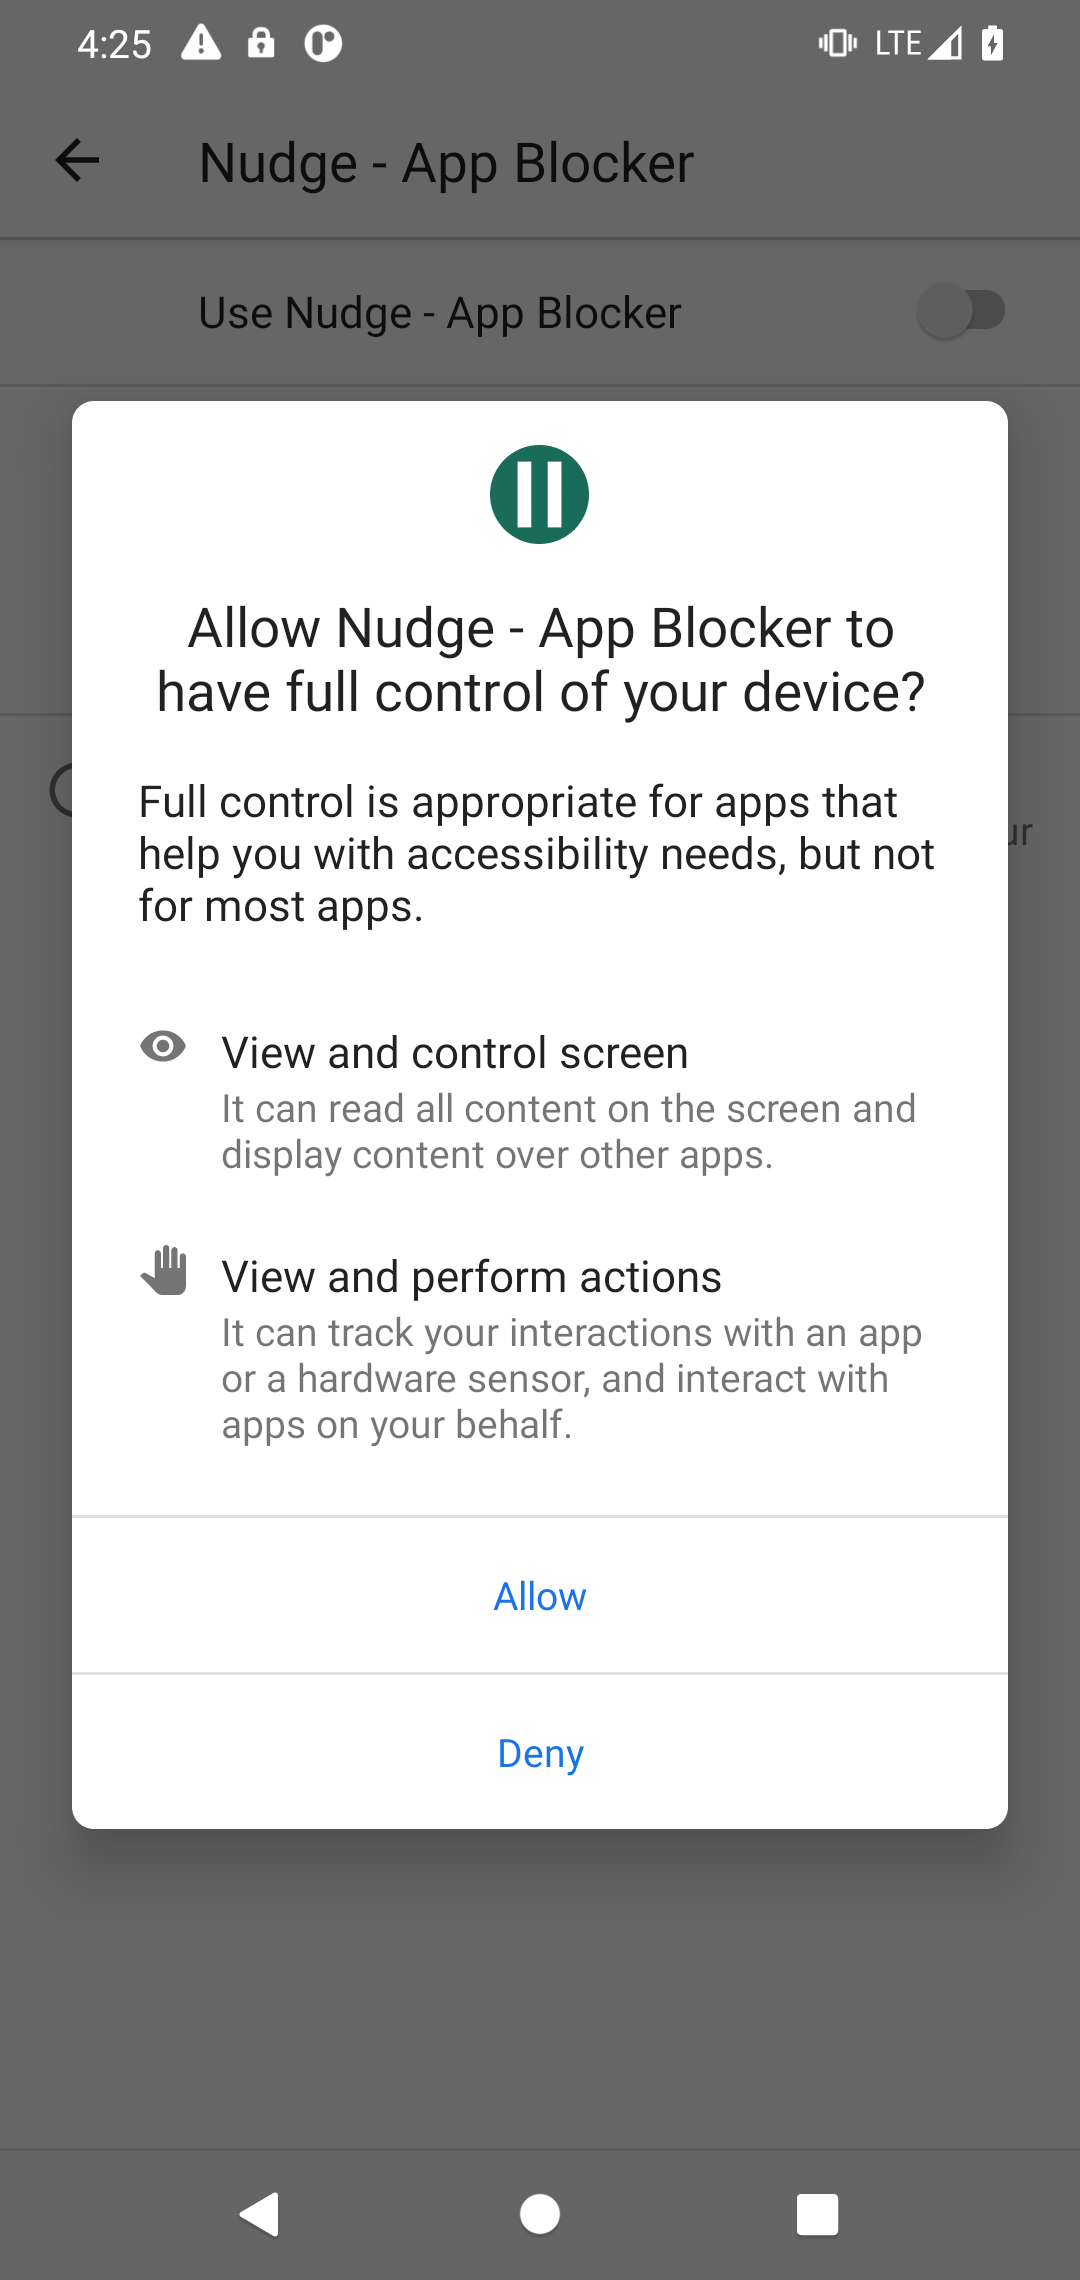 4:25
LTE
Nudge - App Blocker
Use Nudge - App Blocker
Allow Nudge - App Blocker to
have full control of your device?
Full control is appropriate for apps that
help you with accessibility needs, but not
for most apps.
View and control screen
It can read all content on the screen and
display content over other apps.
View and perform actions
It can track your interactions with an app
or a hardware sensor, and interact with
apps on your behalf.
Allow
Deny